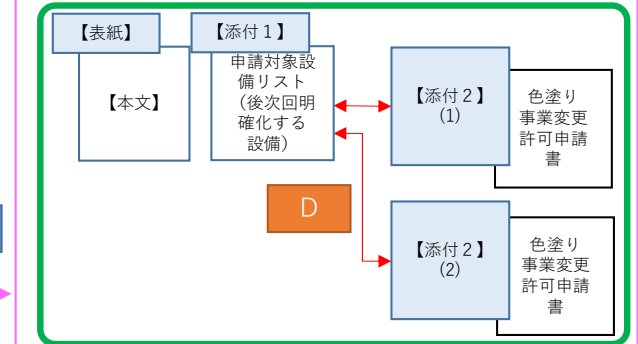 【表紙】
【添付１】
【本文】
申請対象設
備リスト
（後次回明
確化する
設備）
【添付２】
(1)
色塗り
事業変更
許可申請
書
D
【添付２】
(2)
色塗り
事業変更
許可申請
書